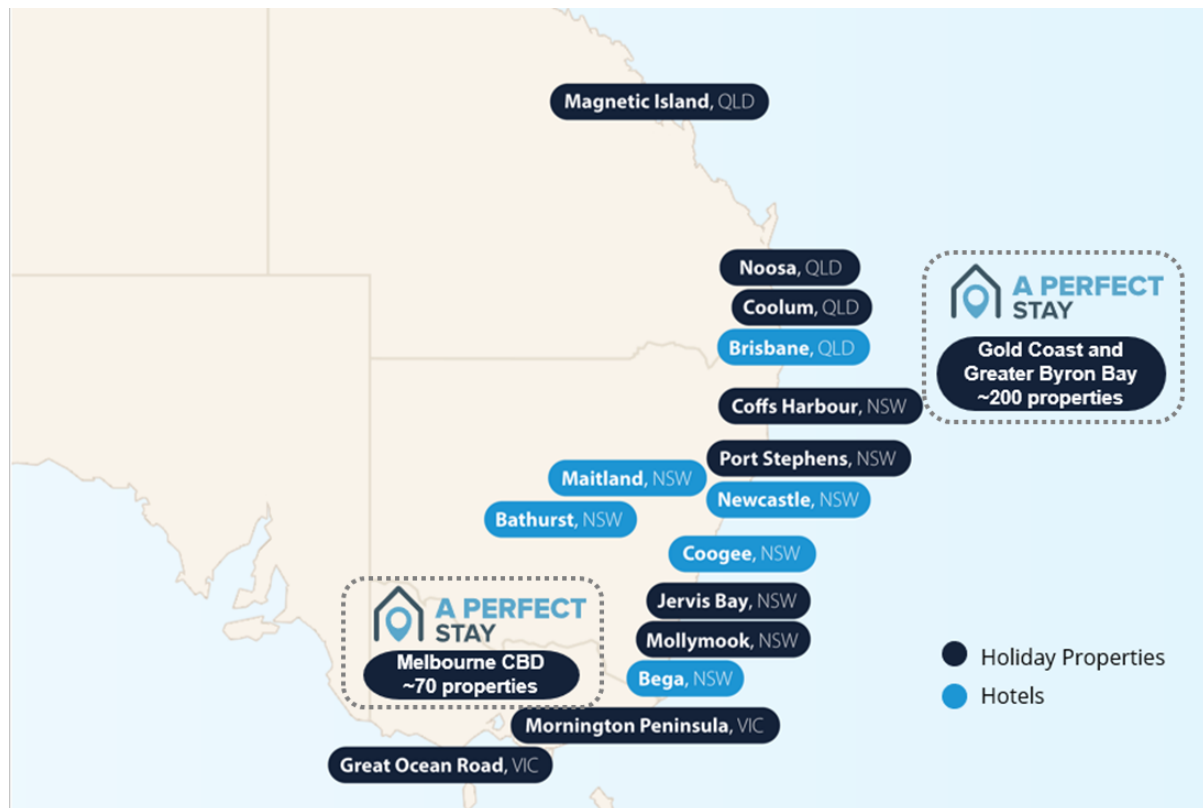 Magnetic Island, QLD
Noosa, QLD
Coolum, QLD
Brisbane, QLD
A PERFECT
STAY
Gold Coast and
Greater Byron Bay
~200 properties
Coffs Harbour, NSW
Port Stephens, NSW
Maitland, NSW
Newcastle, NSW
Bathurst, NSW
Coogee, NSW
Jervis Bay, NSW
A PERFECT
STAY
Mollymook, NSW
Melbourne CBD
~70 properties
Bega, NSW
Holiday Properties
Hotels
Mornington Peninsula, VIC
Great Ocean Road, VIC